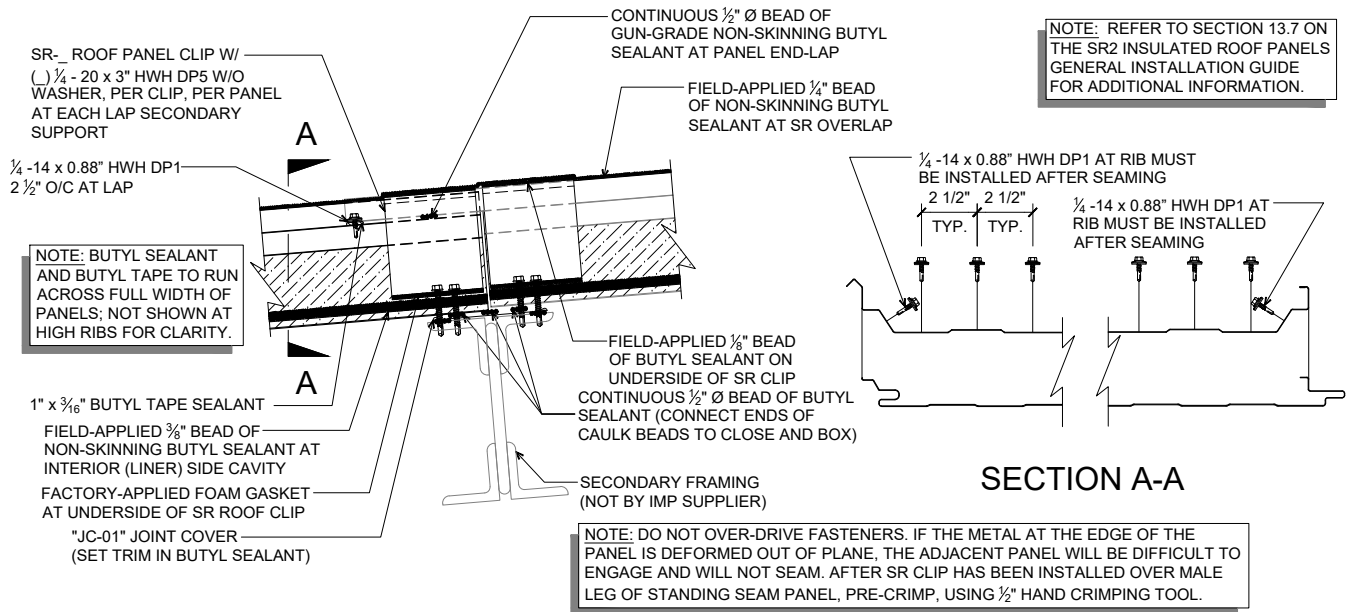 SR-_ ROOF PANEL CLIP W/
(_) ¼ - 20 x 3" HWH DP5 W/O
WASHER, PER CLIP, PER PANEL
AT EACH LAP SECONDARY
SUPPORT
¼ -14 x 0.88" HWH DP1
2 ½" O/C AT LAP
A
NOTE: BUTYL SEALANT
AND BUTYL TAPE TO RUN
ACROSS FULL WIDTH OF
PANELS; NOT SHOWN AT
HIGH RIBS FOR CLARITY.
A
1" x 3⁄16" BUTYL TAPE SEALANT
FIELD-APPLIED ⅜" BEAD OF
NON-SKINNING BUTYL SEALANT AT
INTERIOR (LINER) SIDE CAVITY
FACTORY-APPLIED FOAM GASKET
AT UNDERSIDE OF SR ROOF CLIP
"JC-01" JOINT COVER
(SET TRIM IN BUTYL SEALANT)
CONTINUOUS ½" Ø BEAD OF
GUN-GRADE NON-SKINNING BUTYL
SEALANT AT PANEL END-LAP
FIELD-APPLIED ¼" BEAD
OF NON-SKINNING BUTYL
SEALANT AT SR OVERLAP
FIELD-APPLIED ⅛" BEAD
OF BUTYL SEALANT ON
UNDERSIDE OF SR CLIP
CONTINUOUS ½" Ø BEAD OF BUTYL
SEALANT (CONNECT ENDS OF
CAULK BEADS TO CLOSE AND BOX)
SECONDARY FRAMING
(NOT BY IMP SUPPLIER)
NOTE: REFER TO SECTION 13.7 ON
THE SR2 INSULATED ROOF PANELS
GENERAL INSTALLATION GUIDE
FOR ADDITIONAL INFORMATION.
¼ -14 x 0.88" HWH DP1 AT RIB MUST
BE INSTALLED AFTER SEAMING
2 1/2" 2 1/2"
TYP. TYP.
¼ -14 x 0.88" HWH DP1 AT
RIB MUST BE INSTALLED
AFTER SEAMING
SECTION A-A
NOTE: DO NOT OVER-DRIVE FASTENERS. IF THE METAL AT THE EDGE OF THE
PANEL IS DEFORMED OUT OF PLANE, THE ADJACENT PANEL WILL BE DIFFICULT TO
ENGAGE AND WILL NOT SEAM. AFTER SR CLIP HAS BEEN INSTALLED OVER MALE
LEG OF STANDING SEAM PANEL, PRE-CRIMP, USING ½" HAND CRIMPING TOOL.